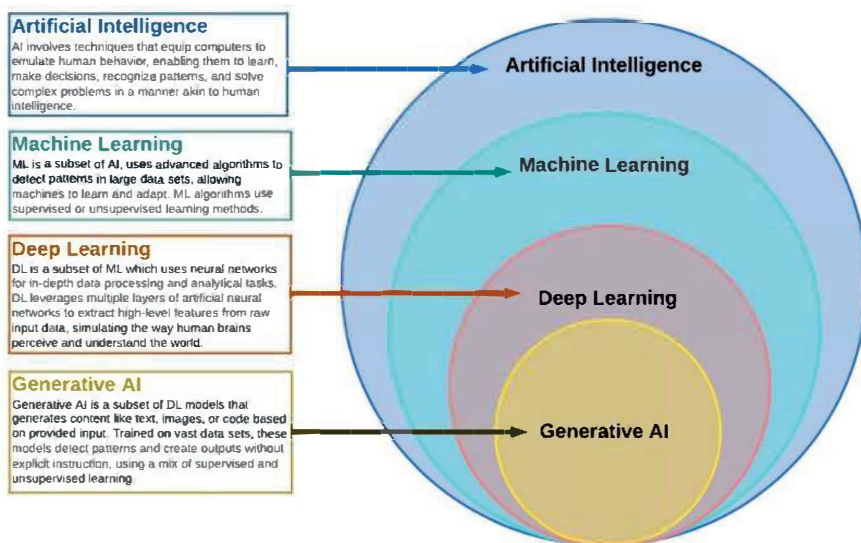 Artificial Intelligence
AI involves techniques that equip computers to
emulate human behavior, enabling them to learn,
make decisions, recognize patterns, and solve
complex problems in a manner akin to human
intelligence.
Machine Learning
ML is a subset of AI, uses advanced algorithms to
detect patterns in large data sets, allowing
machines to learn and adapt. ML algorithms use
supervised or unsupervised learning methods.
Deep Learning
DL is a subset of ML which uses neural networks
for in-depth data processing and analytical tasks.
DL leverages multiple layers of artificial neural
networks to extract high-level features from raw
input data, simulating the way human brains
perceive and understand the world.
Generative AI
Generative AI is a subset of DL models that
generates content like text, images, or code based
on provided input. Trained on vast data sets, these
models detect patterns and create outputs without
explicit instruction, using a mix of supervised and
unsupervised learning
Artificial Intelligence
Machine Learning
Deep Learning
Generative AI